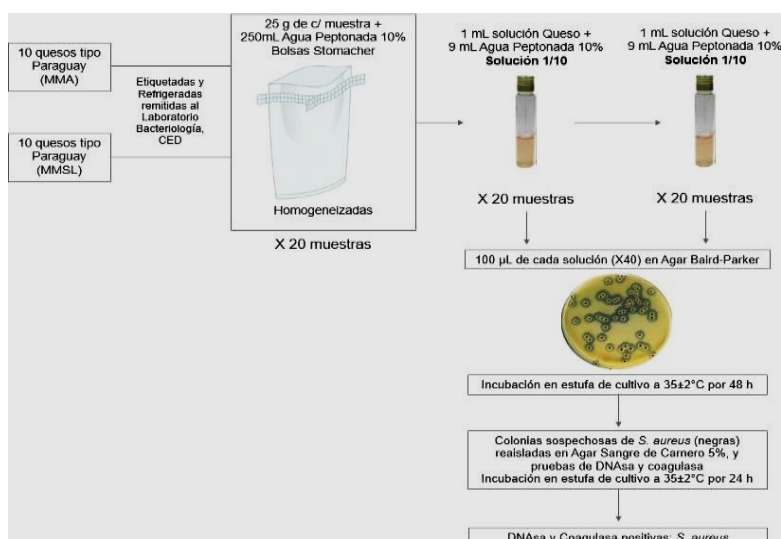 10 quesos tipo
Paraguay
(MMA)
10 quesos tipo
Paraguay
(MMSL)
Etiquetadas y
Refrigeradas
remitidas al
Laboratorio
Bacteriología,
CED
25 g de c/ muestra +
250mL Agua Peptonada 10%
Bolsas Stomacher
Homogeneizadas
X 20 muestras
1 mL solución Queso +
9 mL Agua Peptonada 10%
Solución 1/10
X 20 muestras
1 mL solución Queso +
9 mL Agua Peptonada 10%
Solución 1/10
X 20 muestras
100 µL de cada solución (X40) en Agar Baird-Parker
Incubación en estufa de cultivo a 35±2°C por 48 h
Colonias sospechosas de S. aureus (negras)
reaisladas en Agar Sangre de Carnero 5%, y
pruebas de DNAsa y coagulasa
Incubación en estufa de cultivo a 35±2°C por 24 h
DNAsa y Coagulasa positivas: S. aureus